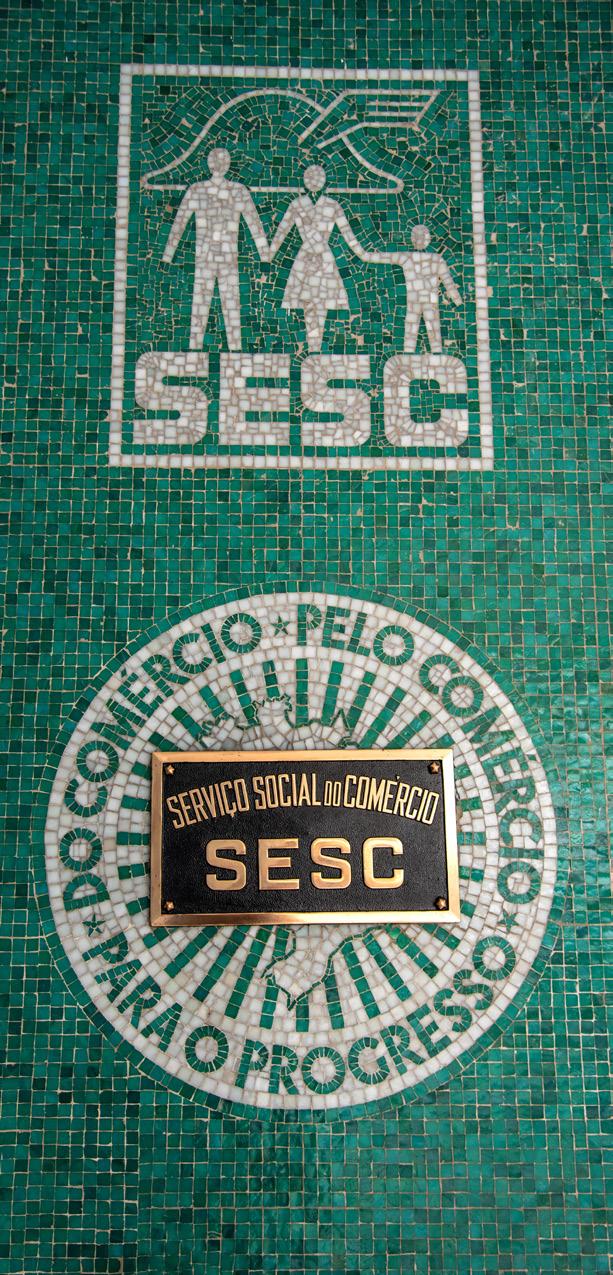 SESC
DO COMÉRCIO ★ PELO COMÉRCIO ★ PARA O PROGRESSO ★
SERVIÇO SOCIAL DO COMÉRCIO
SESC